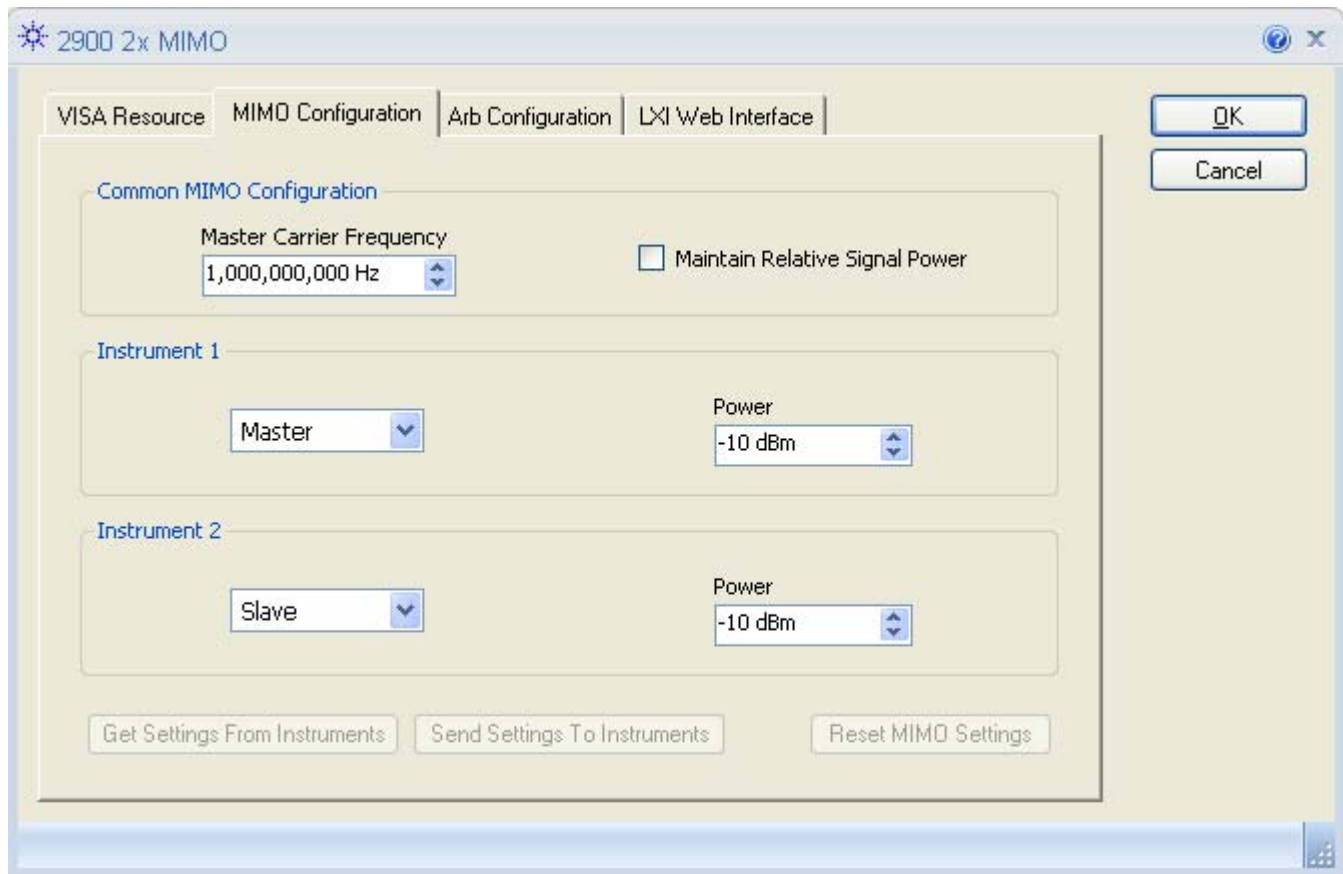 2900 2x MIMO
VISA Resource
MIMO Configuration
Arb Configuration
LXI Web Interface
OK
Cancel
Common MIMO Configuration
Master Carrier Frequency
1,000,000,000 Hz
Maintain Relative Signal Power
Instrument 1
Master
Power
-10 dBm
Instrument 2
Slave
Power
-10 dBm
Get Settings From Instruments
Send Settings To Instruments
Reset MIMO Settings